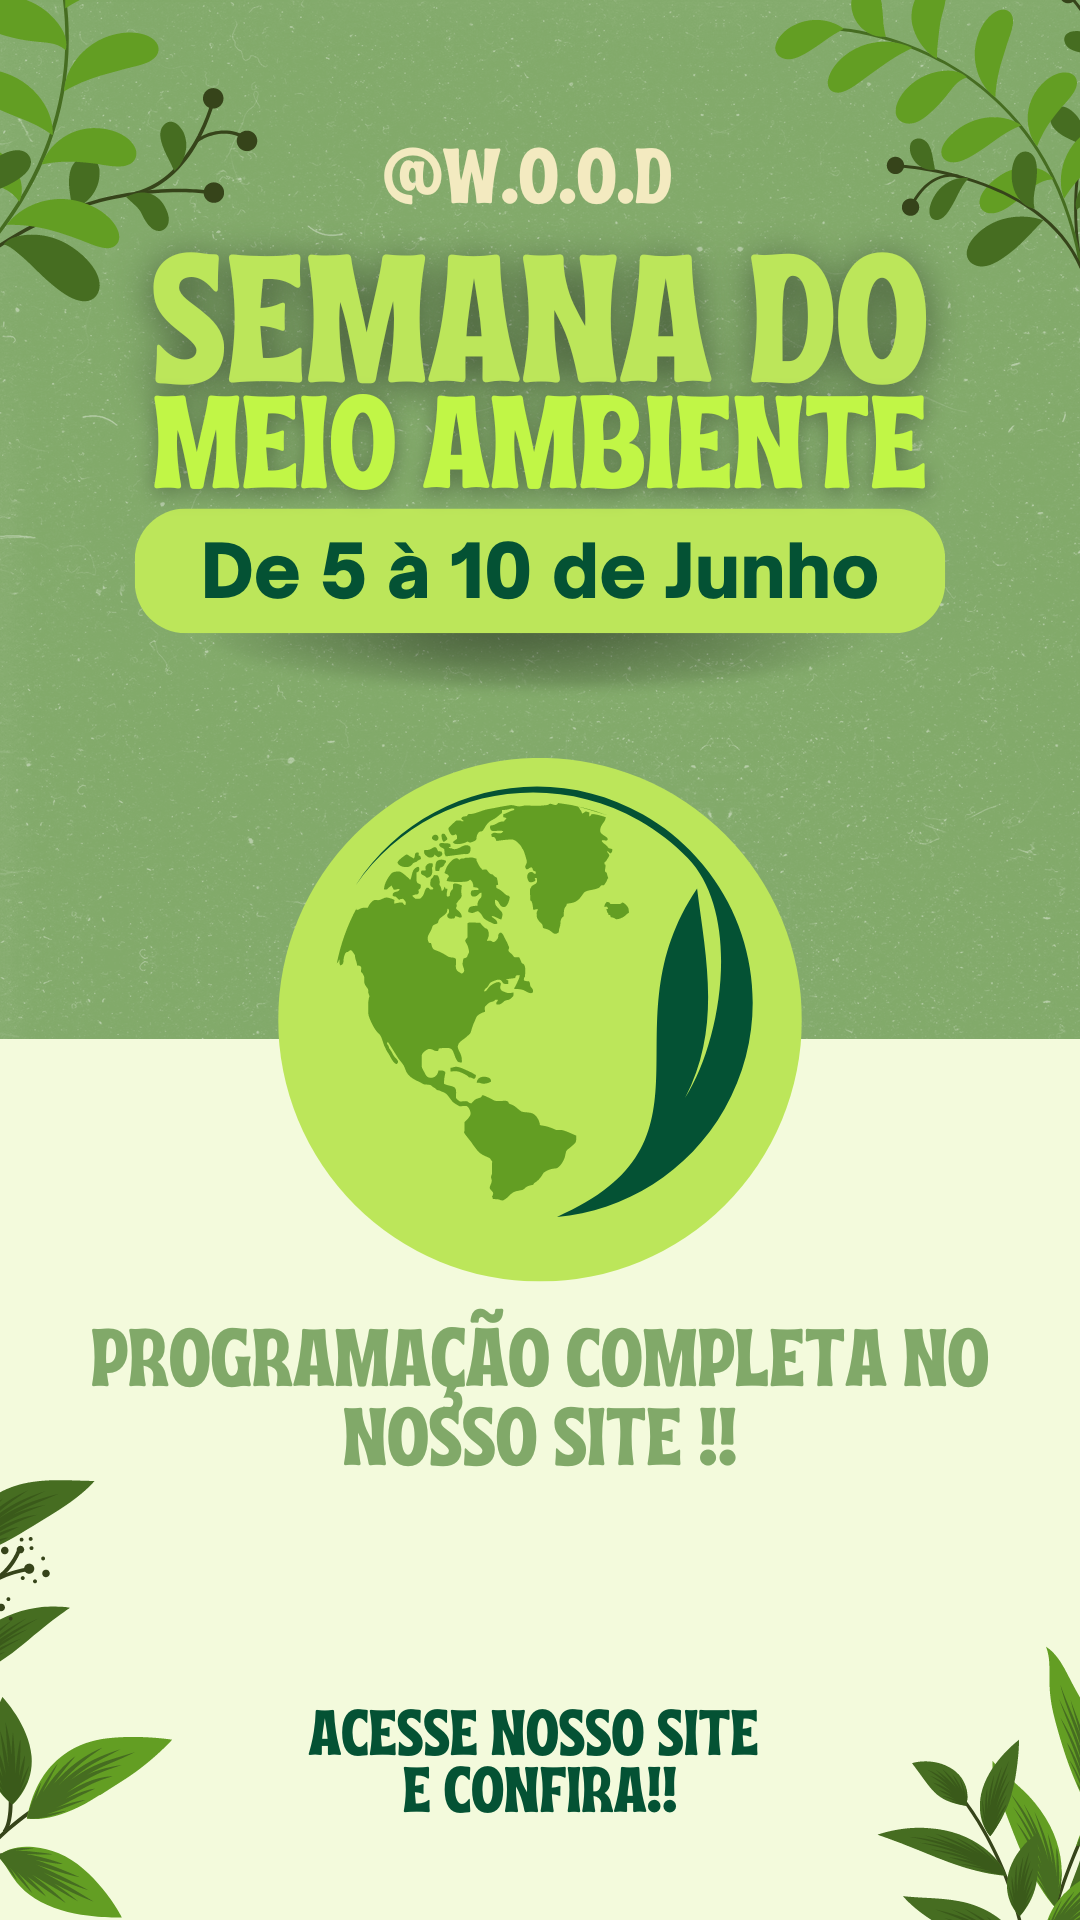 @W.O.O.D
SEMANA DO
MEIO AMBIENTE
De 5 à 10 de Junho
PROGRAMAÇÃO COMPLETA NO
NOSSO SITE !!
ACESSE NOSSO SITE
E CONFIRA!!